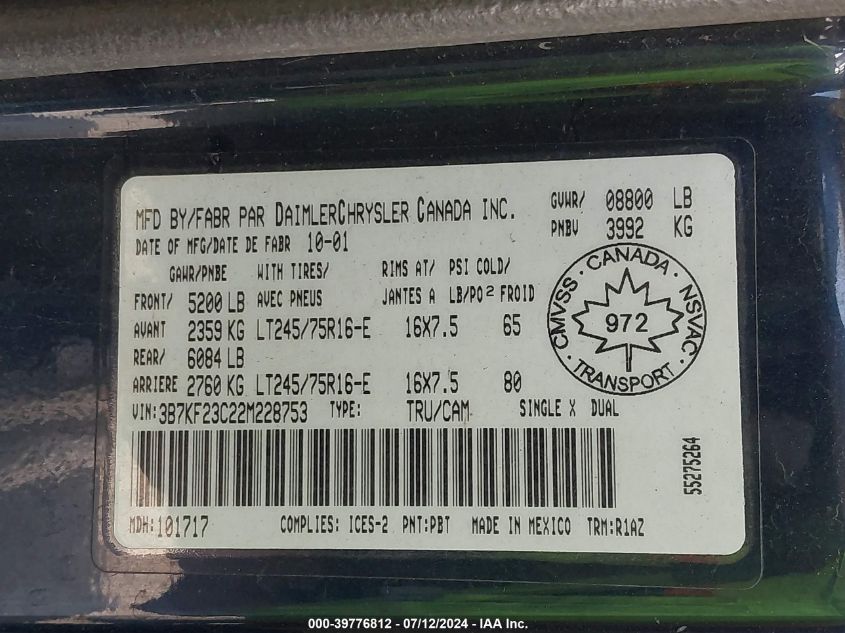 MFD BY/FABR PAR DAIMLERCHRYSLER CANADA INC.
DATE OF MFG/DATE DE FABR 10-01
GVWR/ 08800 LB
PNBV 3992 KG
GAWR/PNBE WITH TIRES/ RIMS AT/ PSI COLD/
FRONT/ 5200 LB AVEC PNEUS JANTES A LB/PO² FROID
AVANT 2359 KG LT245/75R16-E 16X7.5 65
REAR/ 6084 LB
ARRIERE 2760 KG LT245/75R16-E 16X7.5 80
CMVSS · CANADA · NSVAC · TRANSPORT ·
972
VIN:3B7KF23C22M228753 TYPE: TRU/CAM SINGLE X DUAL
55275264
MDH:101717 COMPLIES: ICES-2 PNT:PBT MADE IN MEXICO TRM:R1AZ
000-39776812 - 07/12/2024 - IAA Inc.